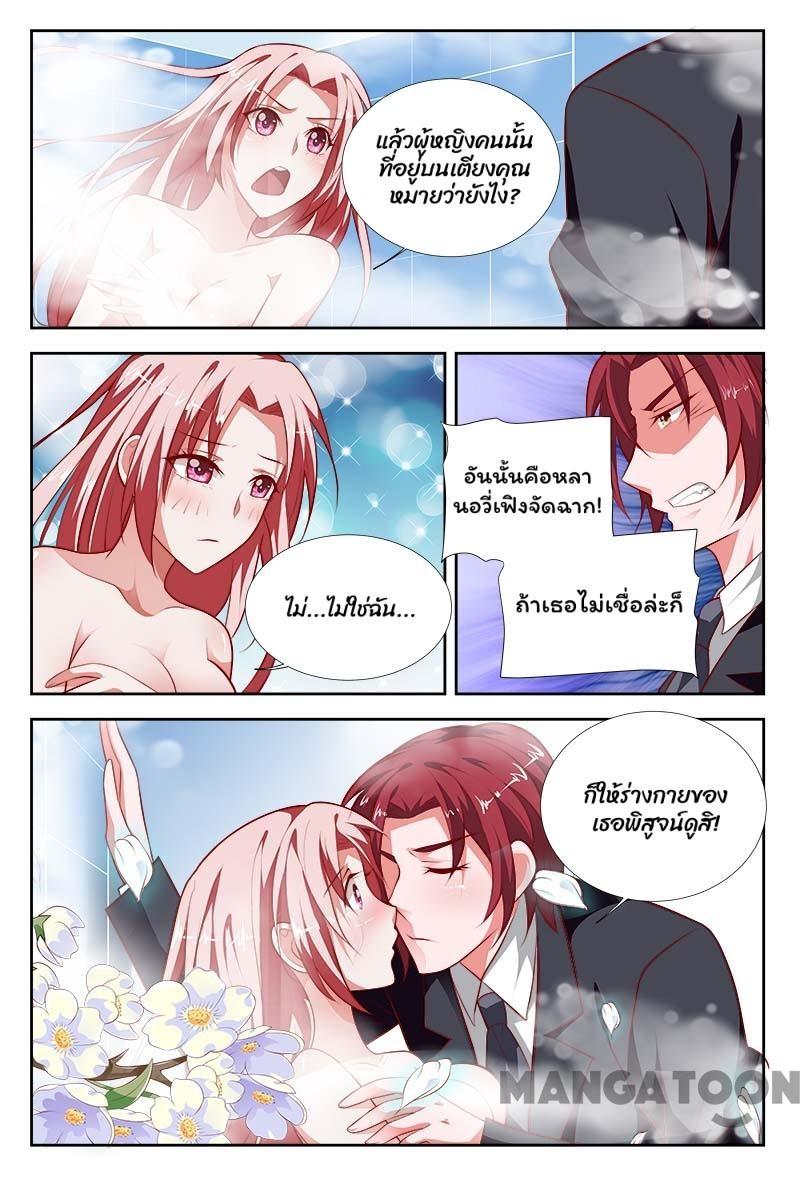 แล้วผู้หญิงคนนั้น
ที่อยู่บนเตียงคุณ
หมายว่ายังไง?
ไม่...ไม่ใช่ฉัน...
อันนั้นคือหลา
นอวี่เฟิงจัดฉาก!
ถ้าเธอไม่เชื่อล่ะก็
ก็ให้ร่างกายของ
เธอพิสูจน์ดูสิ!
MANGATOON